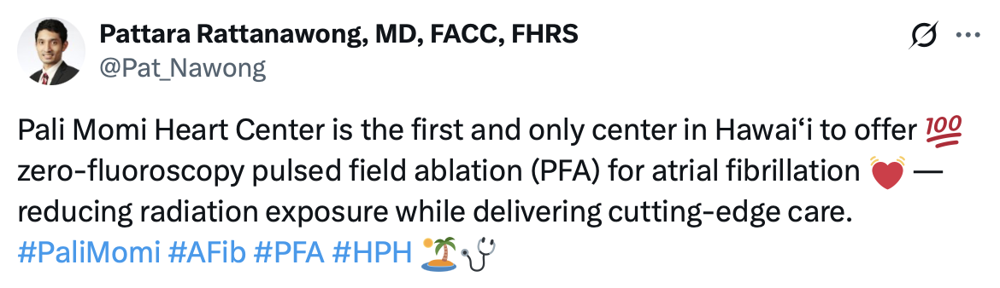 Pattara Rattanawong, MD, FACC, FHRS
@Pat_Nawong
Pali Momi Heart Center is the first and only center in Hawaiʻi to offer 💯
zero-fluoroscopy pulsed field ablation (PFA) for atrial fibrillation 💓 —
reducing radiation exposure while delivering cutting-edge care.
#PaliMomi #AFib #PFA #HPH 🏝️🩺